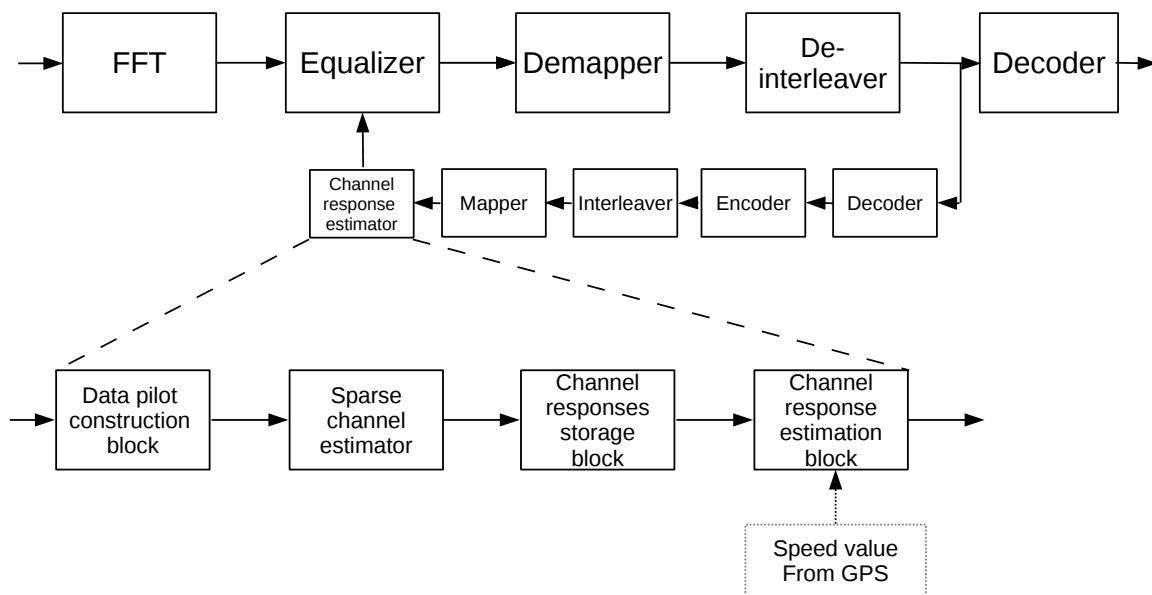 FFT
Equalizer
Demapper
De-
interleaver
Decoder
Channel
response
estimator
Mapper
Interleaver
Encoder
Decoder
Data pilot
construction
block
Sparse
channel
estimator
Channel
responses
storage
block
Channel
response
estimation
block
Speed value
From GPS